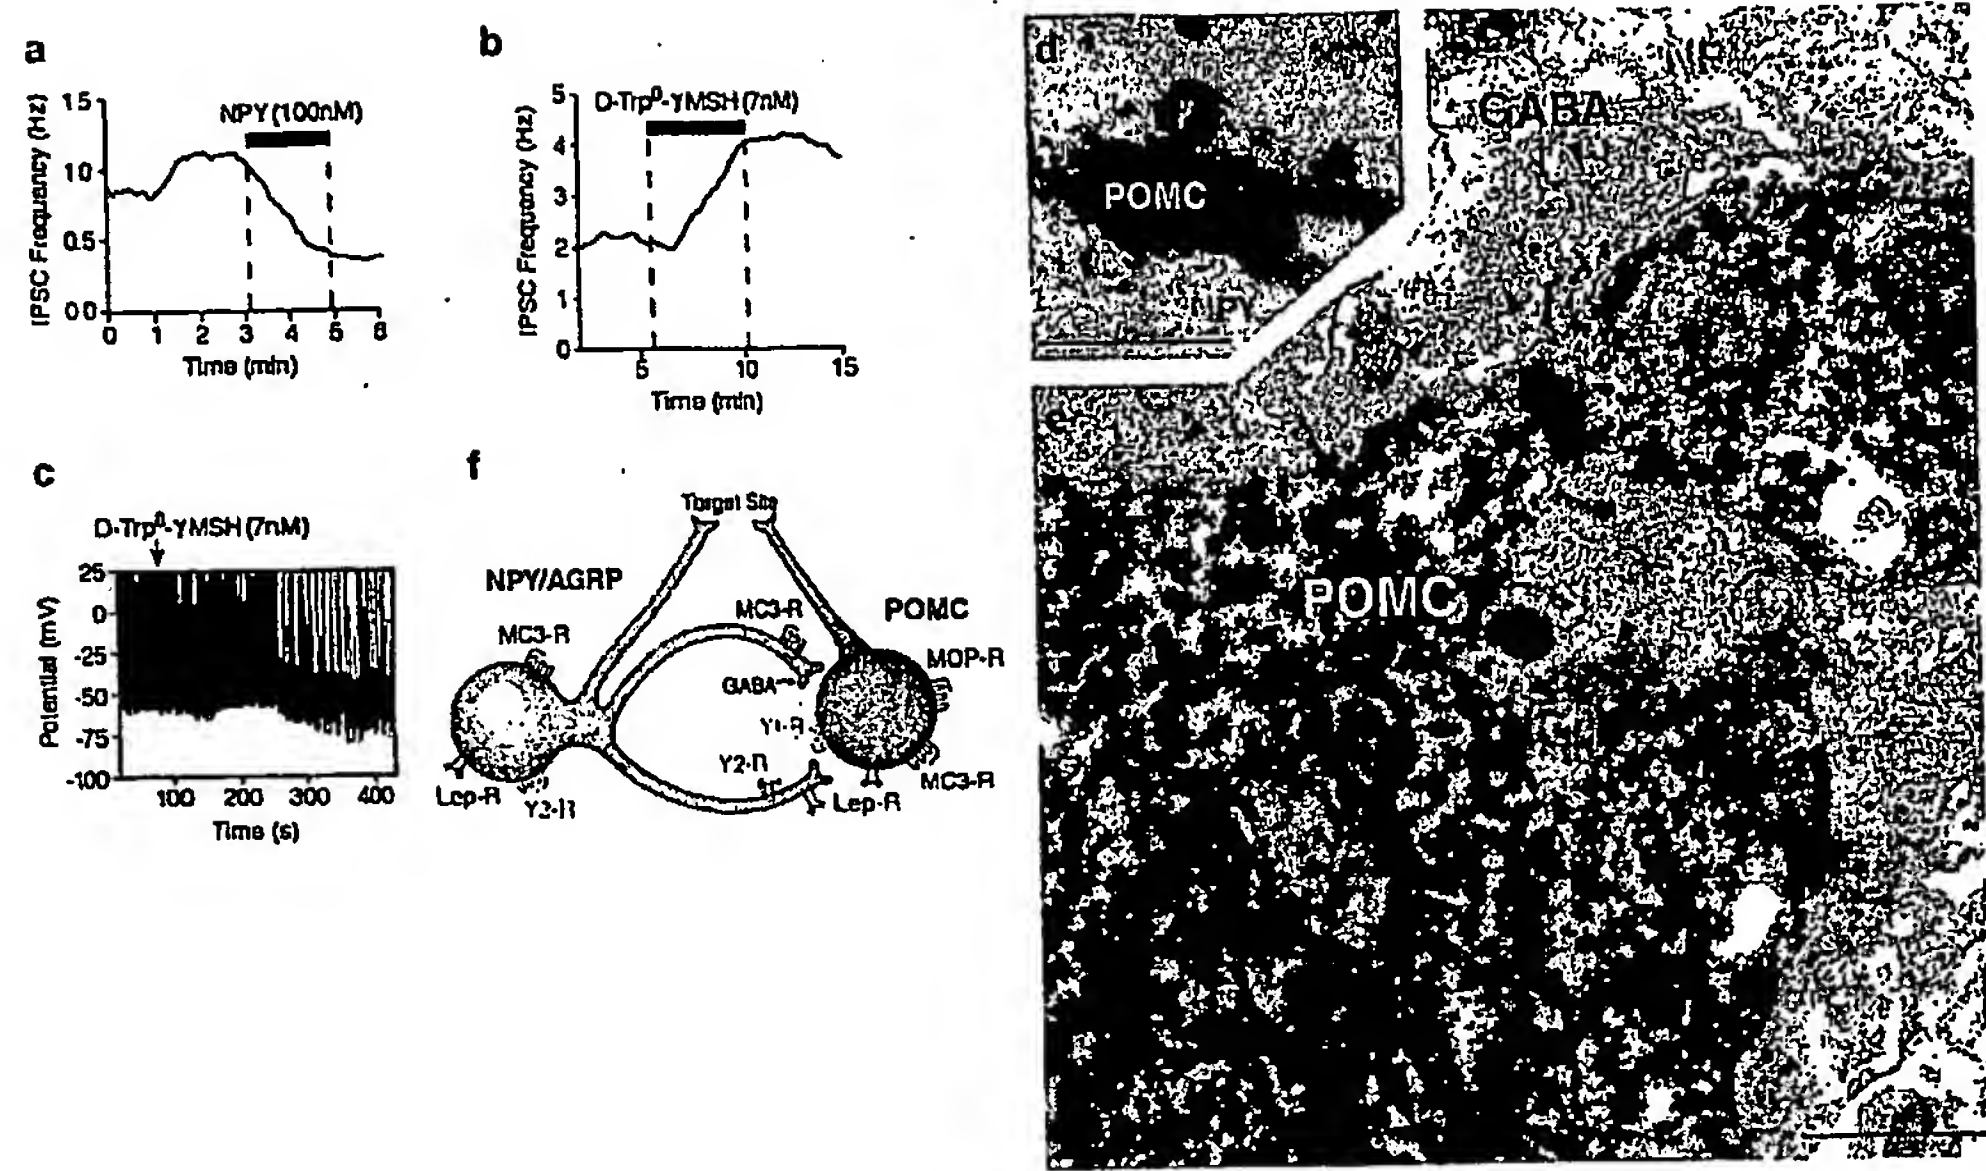 a
NPY (100nM)
IPSC Frequency (Hz)
1.5
1.0
0.5
0.0
0 1 2 3 4 5 6
Time (min)
b
D-Trp⁸-γMSH (7nM)
IPSC Frequency (Hz)
5
4
3
2
1
0
5 10 15
Time (min)
c
D-Trp⁸-γMSH (7nM)
Potential (mV)
25
0
-25
-50
-75
-100
100 200 300 400
Time (s)
f
Target Site
NPY/AGRP
POMC
MC3-R
MC3-R
MOP-R
GABA
Y1-R
Y2-R
MC3-R
Lep-R
Y2-R
Lep-R
d
POMC
GABA
POMC